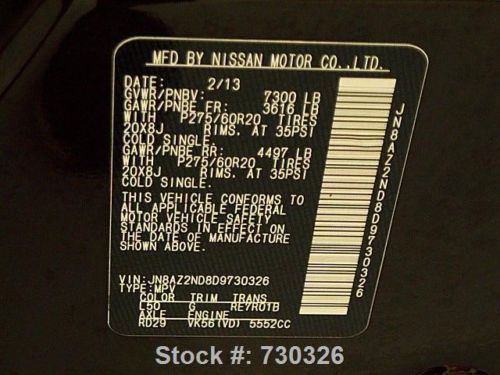 MFD BY NISSAN MOTOR CO.,LTD.
DATE: 2/13
GVWR/PNBV: 7300 LB
GAWR/PNBE FR: 3616 LB
WITH P275/60R20 TIRES
20X8J RIMS. AT 35PSI
COLD SINGLE.
GAWR/PNBE RR: 4497 LB
WITH P275/60R20 TIRES
20X8J RIMS. AT 35PSI
COLD SINGLE.
THIS VEHICLE CONFORMS TO
ALL APPLICABLE FEDERAL
MOTOR VEHICLE SAFETY
STANDARDS IN EFFECT ON
THE DATE OF MANUFACTURE
SHOWN ABOVE.
VIN:JN8AZ2ND8D9730326
TYPE:MPV
COLOR TRIM TRANS
L50 G RE7R01B
AXLE ENGINE
RD29 VK56(VD) 5552CC
JN8AZ2ND8D9730326
Stock #: 730326